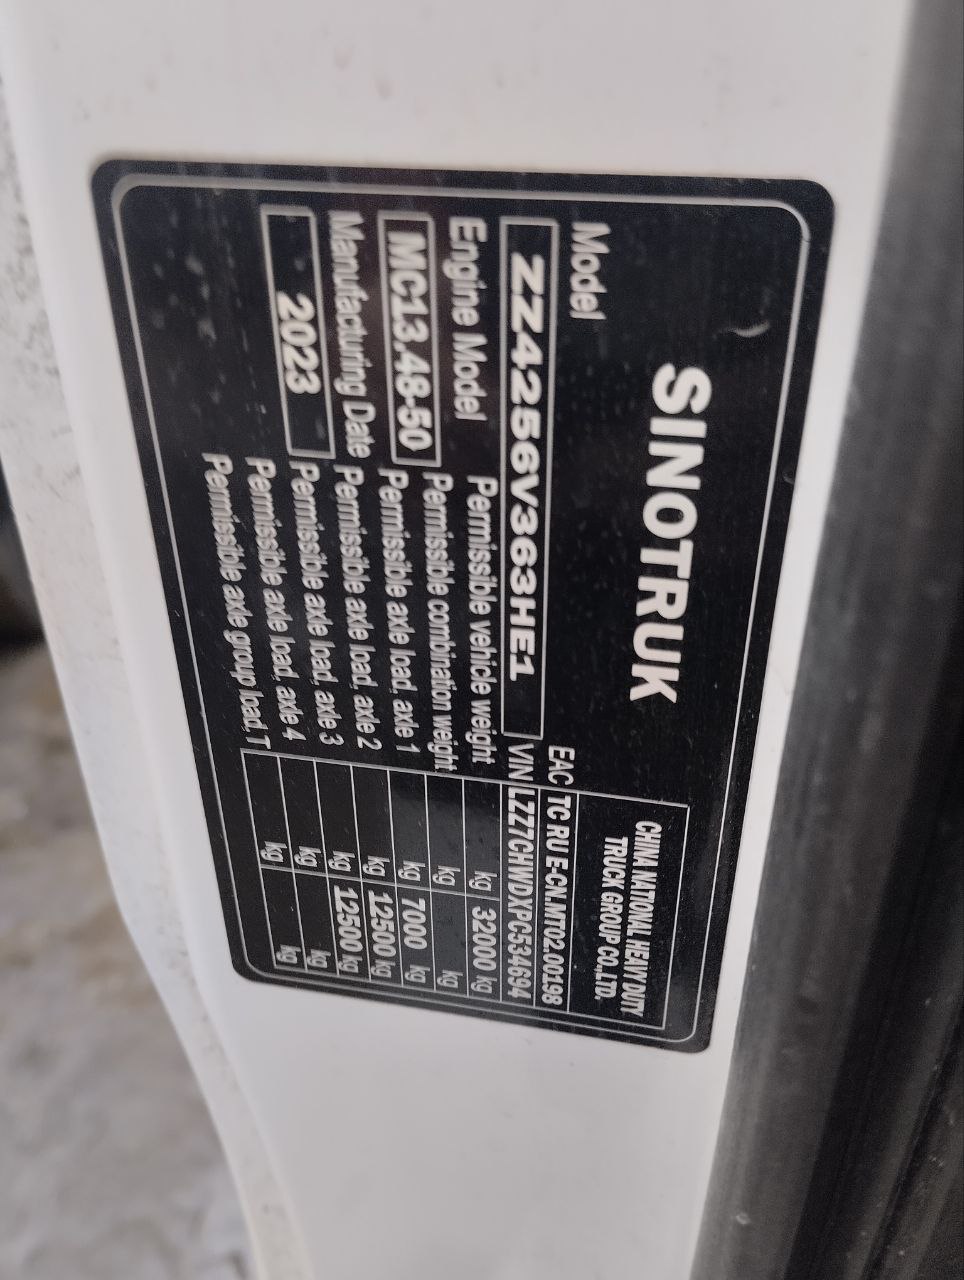 SINOTRUK
CHINA NATIONAL HEAVY DUTY
TRUCK GROUP CO.,LTD.
Model
ZZ4256V363HE1
EAC TC RU E-CN.MT02.00198
VIN LZZ7CHWDXPC534694
Engine Model
MC13.48-50
Manufacturing Date
2023
Permissible vehicle weight kg 32000 kg
Permissible combination weight kg kg
Permissible axle load, axle 1 kg 7000 kg
Permissible axle load, axle 2 kg 12500 kg
Permissible axle load, axle 3 kg 12500 kg
Permissible axle load, axle 4 kg kg
Permissible axle group load, T kg kg